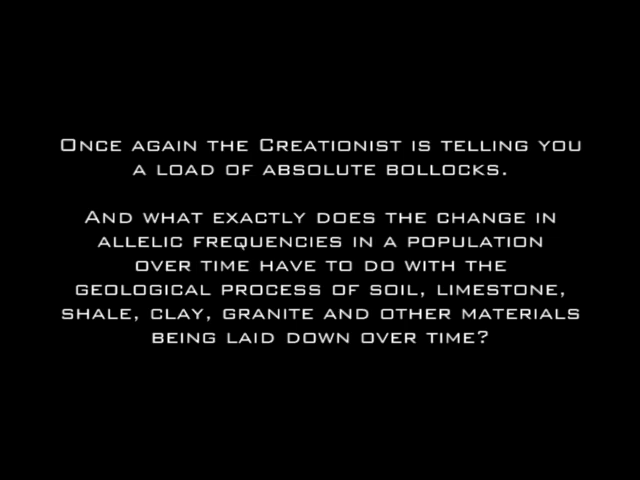 Once again the Creationist is telling you
a load of absolute bollocks.
And what exactly does the change in
allelic frequencies in a population
over time have to do with the
geological process of soil, limestone,
shale, clay, granite and other materials
being laid down over time?